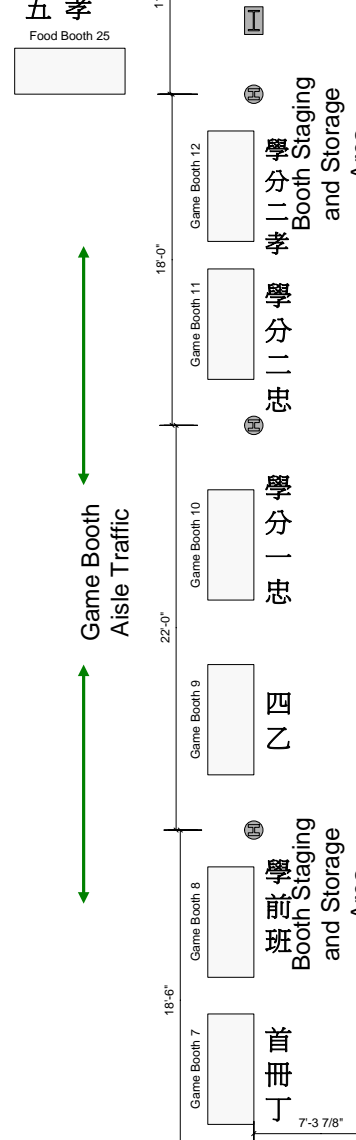 五孝
Food Booth 25
Game Booth 12
學分二孝
Booth Staging
and Storage
18'-0"
Game Booth 11
學分二忠
Game Booth
Aisle Traffic
Game Booth 10
學分一忠
22'-0"
Game Booth 9
四乙
Game Booth 8
學前班
Booth Staging
and Storage
18'-6"
Game Booth 7
首冊丁
7'-3 7/8"